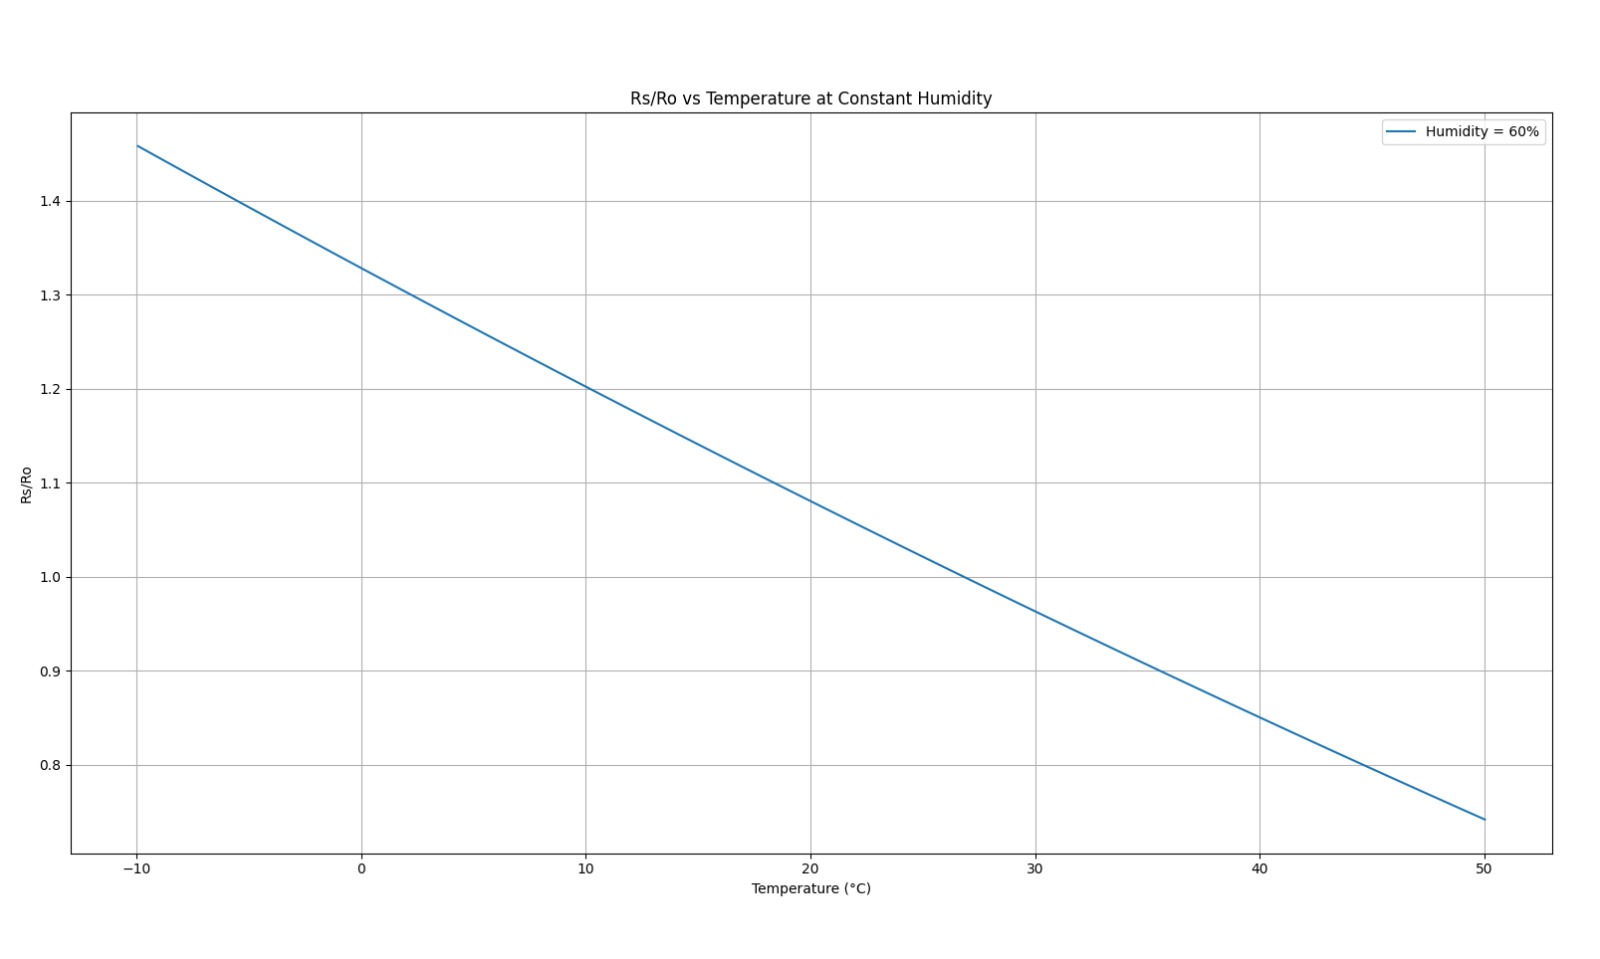 Rs/Ro vs Temperature at Constant Humidity
Humidity = 60%
1.4
1.3
1.2
1.1
1.0
0.9
0.8
Rs/Ro
−10 0 10 20 30 40 50
Temperature (°C)